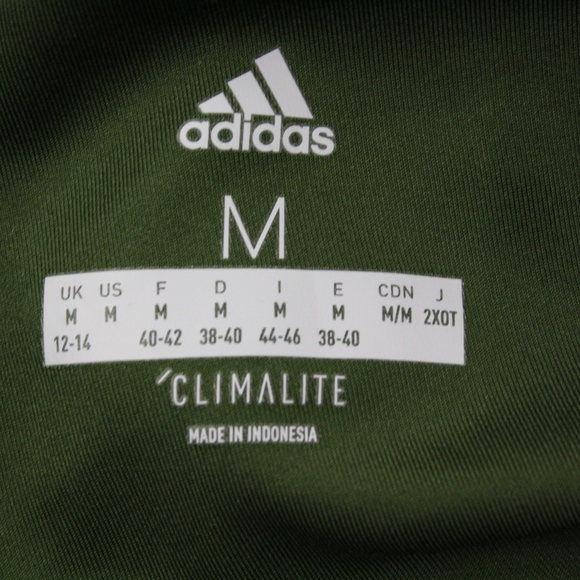 adidas
M
UK US F D I E CDN J
M M M M M M M/M 2XOT
12-14 40-42 38-40 44-46 38-40
CLIMALITE
MADE IN INDONESIA